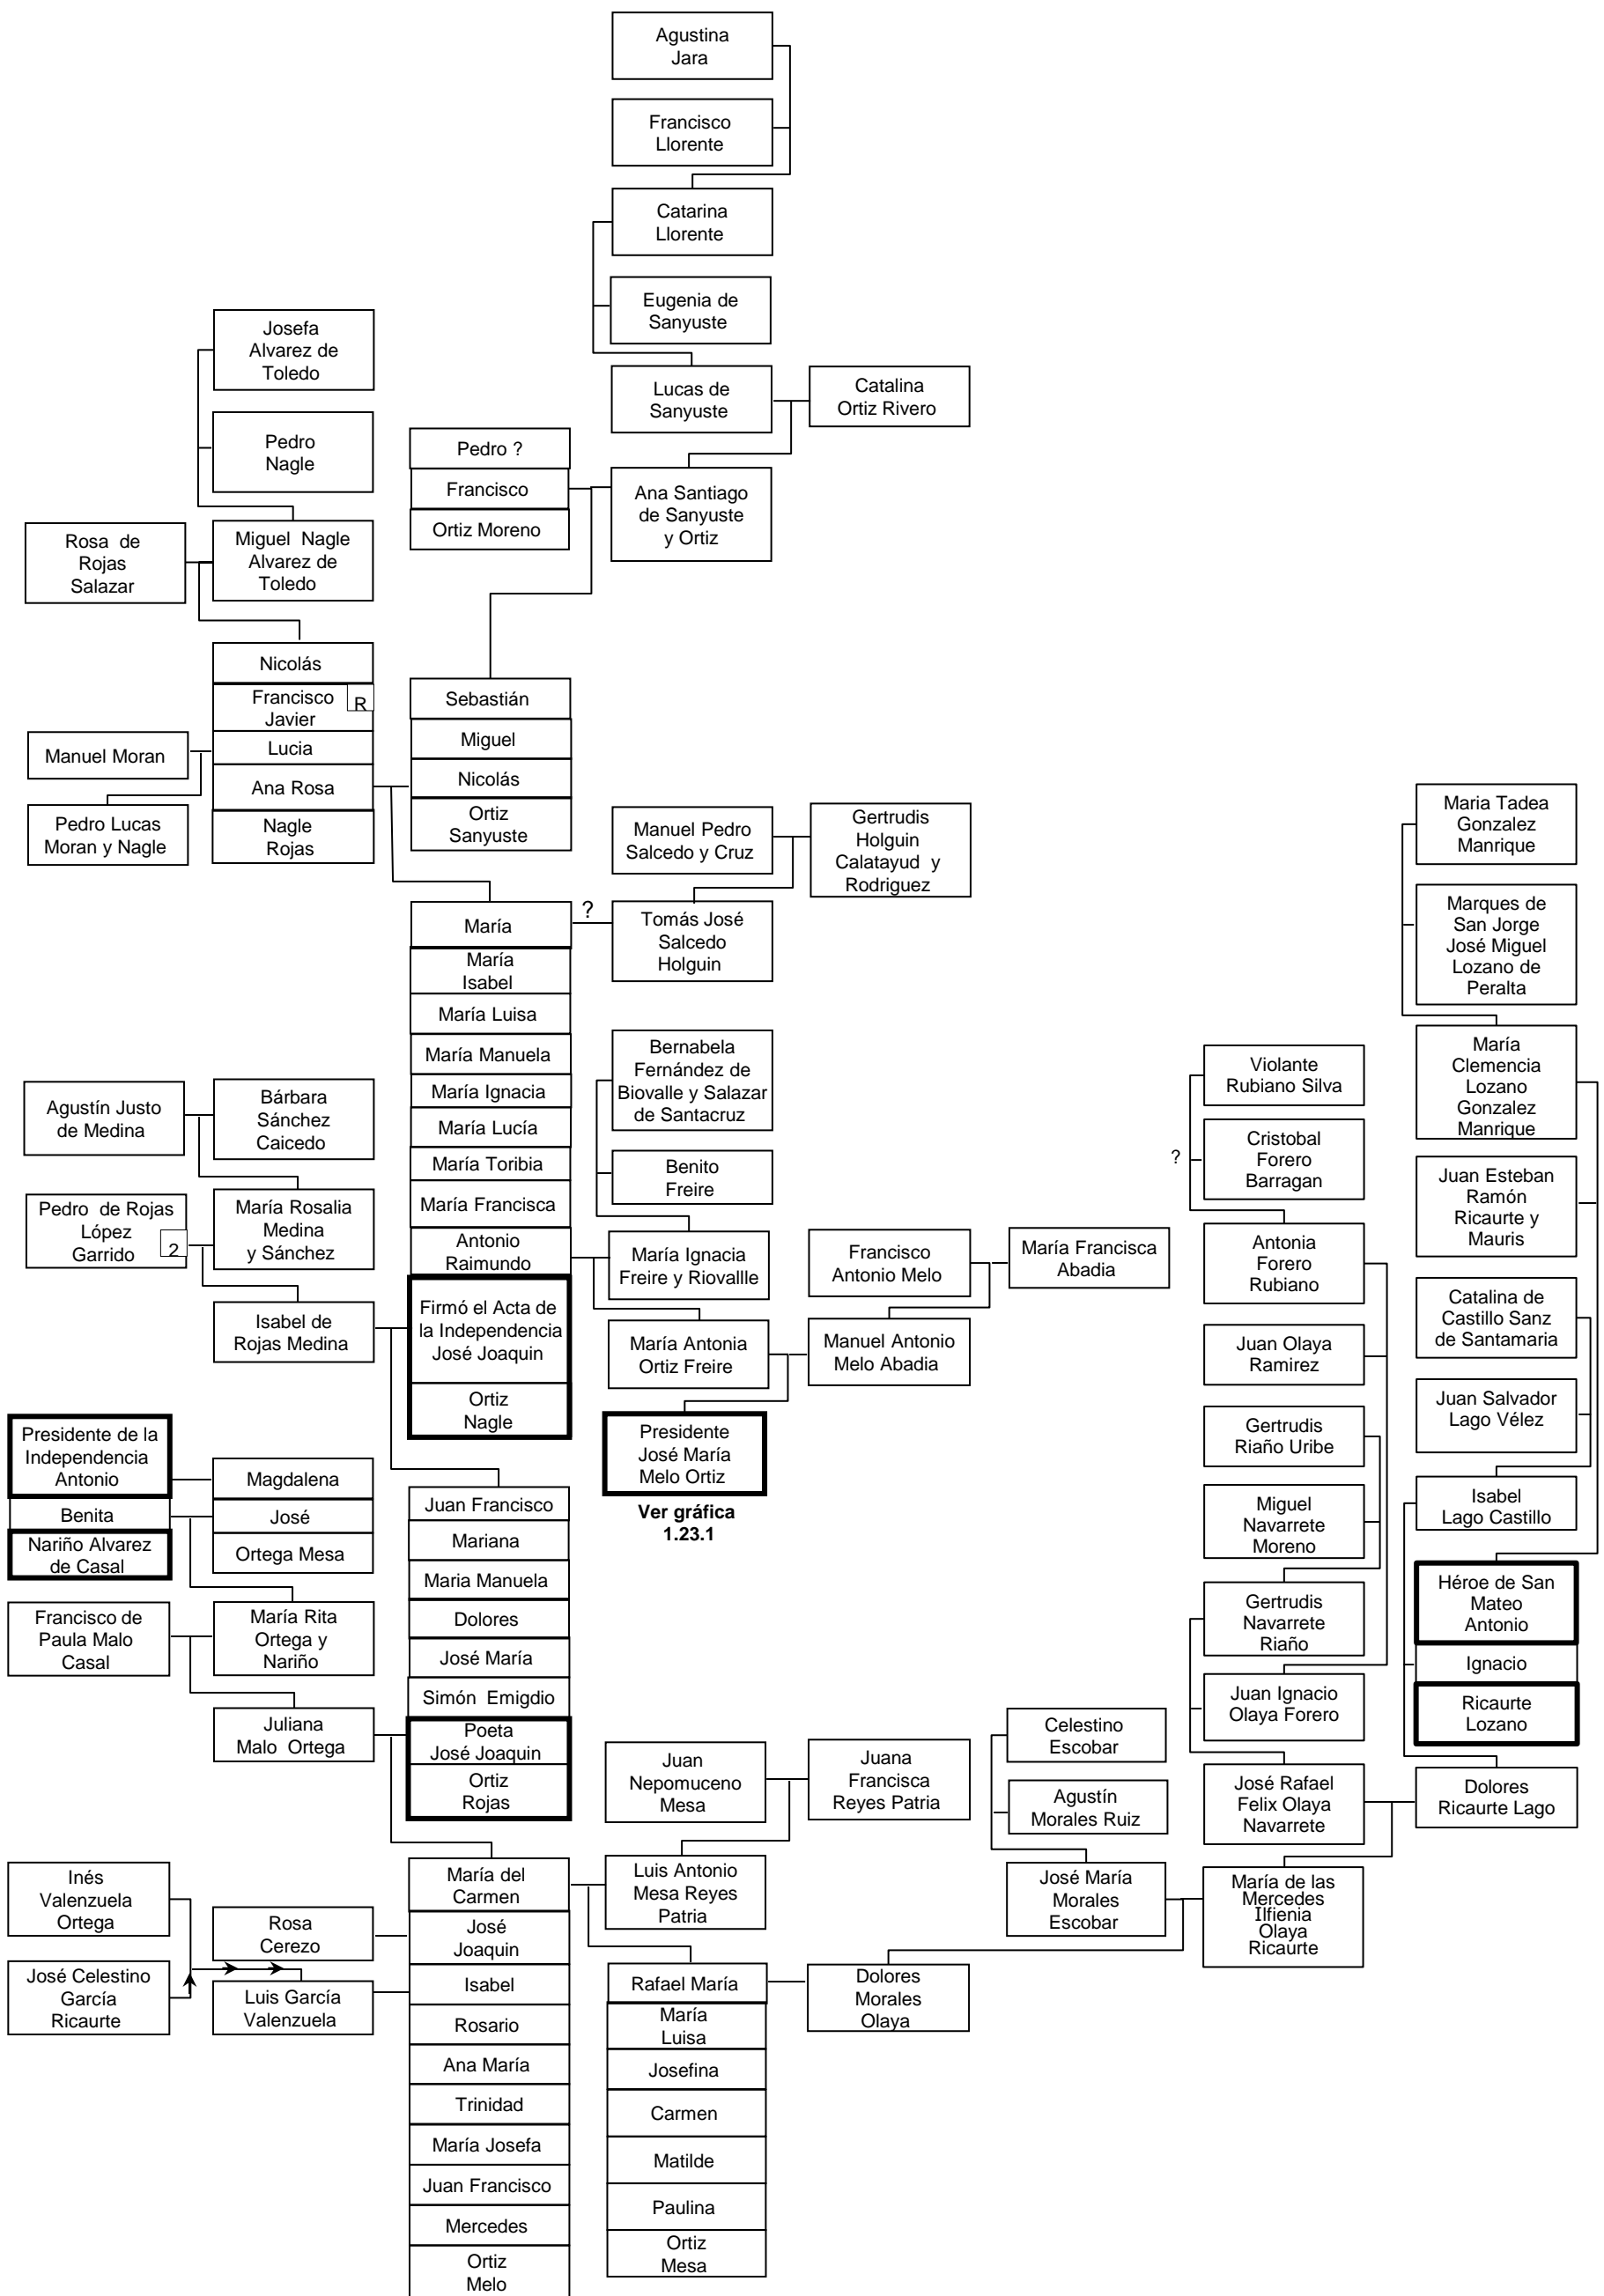 Agustina
Jara
Francisco
Llorente
Catarina
Llorente
Eugenia de
Sanyuste
Josefa
Alvarez de
Toledo
Lucas de
Sanyuste
Catalina
Ortiz Rivero
Pedro
Nagle
Pedro ?
Francisco
Ortiz Moreno
Ana Santiago
de Sanyuste
y Ortiz
Rosa de
Rojas
Salazar
Miguel Nagle
Alvarez de
Toledo
Nicolás
Francisco
Javier
R
Lucia
Ana Rosa
Nagle
Rojas
Manuel Moran
Pedro Lucas
Moran y Nagle
Sebastián
Miguel
Nicolás
Ortiz
Sanyuste
Manuel Pedro
Salcedo y Cruz
Gertrudis
Holguin
Calatayud y
Rodriguez
Maria Tadea
Gonzalez
Manrique
María
?
Tomás José
Salcedo
Holguin
Marques de
San Jorge
José Miguel
Lozano de
Peralta
María
Isabel
María Luisa
María Manuela
María Ignacia
María Lucía
María Toribia
María Francisca
Antonio
Raimundo
Firmó el Acta de
la Independencia
José Joaquin
Ortiz
Nagle
Bernabela
Fernández de
Biovalle y Salazar
de Santacruz
Benito
Freire
María Ignacia
Freire y Riovallle
Francisco
Antonio Melo
María Francisca
Abadia
María Antonia
Ortiz Freire
Manuel Antonio
Melo Abadia
Presidente
José María
Melo Ortiz
Ver gráfica
1.23.1
Violante
Rubiano Silva
?
Cristobal
Forero
Barragan
Antonia
Forero
Rubiano
Juan Olaya
Ramirez
Gertrudis
Riaño Uribe
Miguel
Navarrete
Moreno
Gertrudis
Navarrete
Riaño
Juan Ignacio
Olaya Forero
José Rafael
Felix Olaya
Navarrete
María
Clemencia
Lozano
Gonzalez
Manrique
Juan Esteban
Ramón
Ricaurte y
Mauris
Catalina de
Castillo Sanz
de Santamaria
Juan Salvador
Lago Vélez
Isabel
Lago Castillo
Héroe de San
Mateo
Antonio
Ignacio
Ricaurte
Lozano
Dolores
Ricaurte Lago
Agustín Justo
de Medina
Bárbara
Sánchez
Caicedo
Pedro de Rojas
López
Garrido
2
María Rosalia
Medina
y Sánchez
Isabel de
Rojas Medina
Presidente de la
Independencia
Antonio
Benita
Nariño Alvarez
de Casal
Magdalena
José
Ortega Mesa
Francisco de
Paula Malo
Casal
María Rita
Ortega y
Nariño
Juliana
Malo Ortega
Juan Francisco
Mariana
Maria Manuela
Dolores
José María
Simón Emigdio
Poeta
José Joaquin
Ortiz
Rojas
Juan
Nepomuceno
Mesa
Juana
Francisca
Reyes Patria
Celestino
Escobar
Agustín
Morales Ruiz
José María
Morales
Escobar
María de las
Mercedes
Ilfienia
Olaya
Ricaurte
Inés
Valenzuela
Ortega
José Celestino
García
Ricaurte
Rosa
Cerezo
Luis García
Valenzuela
María del
Carmen
José
Joaquin
Isabel
Rosario
Ana María
Trinidad
María Josefa
Juan Francisco
Mercedes
Ortiz
Melo
Luis Antonio
Mesa Reyes
Patria
Rafael María
María
Luisa
Josefina
Carmen
Matilde
Paulina
Ortiz
Mesa
Dolores
Morales
Olaya